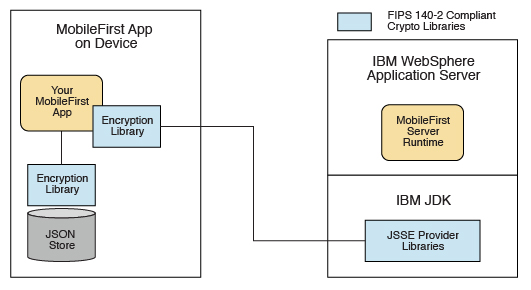 MobileFirst App
on Device
Your
MobileFirst
App
Encryption
Library
Encryption
Library
JSON
Store
FIPS 140-2 Compliant
Crypto Libraries
IBM WebSphere
Application Server
MobileFirst
Server
Runtime
IBM JDK
JSSE Provider
Libraries